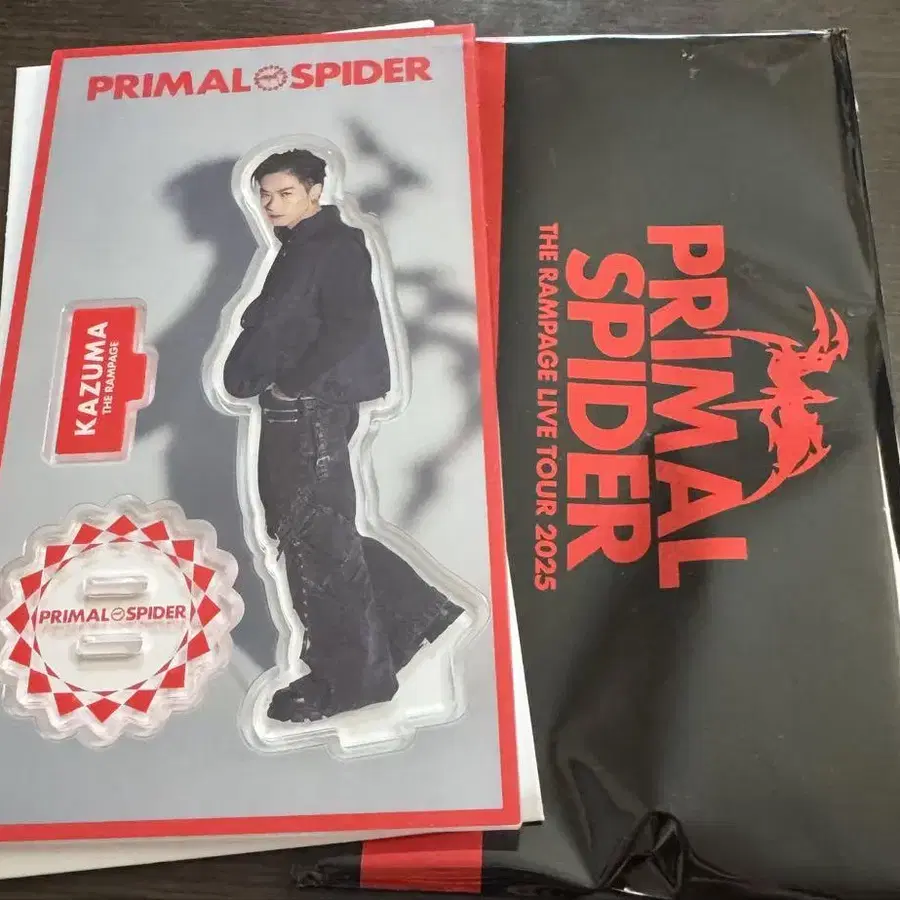 PRIMAL SPIDER
KAZUMA
THE RAMPAGE
PRIMAL SPIDER
PRIMAL
SPIDER
THE RAMPAGE LIVE TOUR 2025